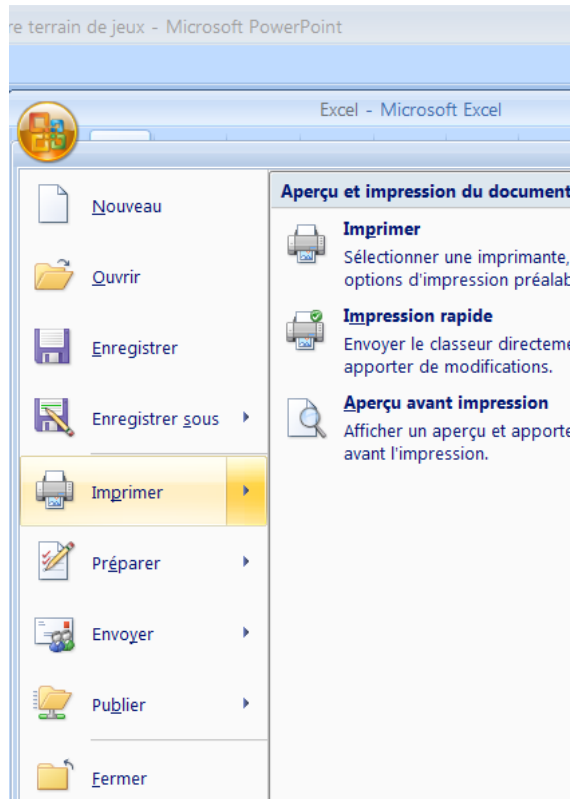 re terrain de jeux - Microsoft PowerPoint
Excel - Microsoft Excel
Nouveau
Ouvrir
Enregistrer
Enregistrer sous
Imprimer
Préparer
Envoyer
Publier
Fermer
Aperçu et impression du document
Imprimer
Sélectionner une imprimante,
options d'impression préalab
Impression rapide
Envoyer le classeur directeme
apporter de modifications.
Aperçu avant impression
Afficher un aperçu et apporte
avant l'impression.